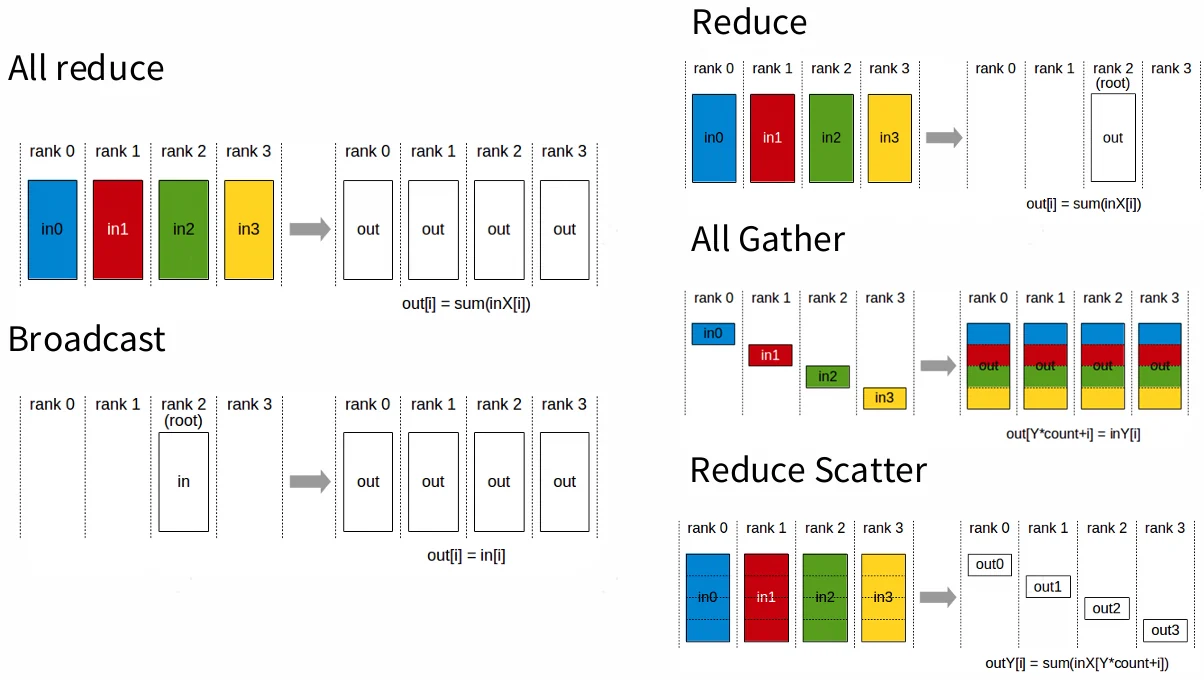 All reduce
rank 0 rank 1 rank 2 rank 3 rank 0 rank 1 rank 2 rank 3
in0 in1 in2 in3 out out out out
out[i] = sum(inX[i])
Broadcast
rank 0 rank 1 rank 2 rank 3 rank 0 rank 1 rank 2 rank 3
(root)
in out out out out
out[i] = in[i]
Reduce
rank 0 rank 1 rank 2 rank 3 rank 0 rank 1 rank 2 rank 3
(root)
in0 in1 in2 in3 out
out[i] = sum(inX[i])
All Gather
rank 0 rank 1 rank 2 rank 3 rank 0 rank 1 rank 2 rank 3
in0
in1
out out out out
in2
in3
out[Y*count+i] = inY[i]
Reduce Scatter
rank 0 rank 1 rank 2 rank 3 rank 0 rank 1 rank 2 rank 3
out0
out1
in0 in1 in2 in3
out2
out3
outY[i] = sum(inX[Y*count+i])